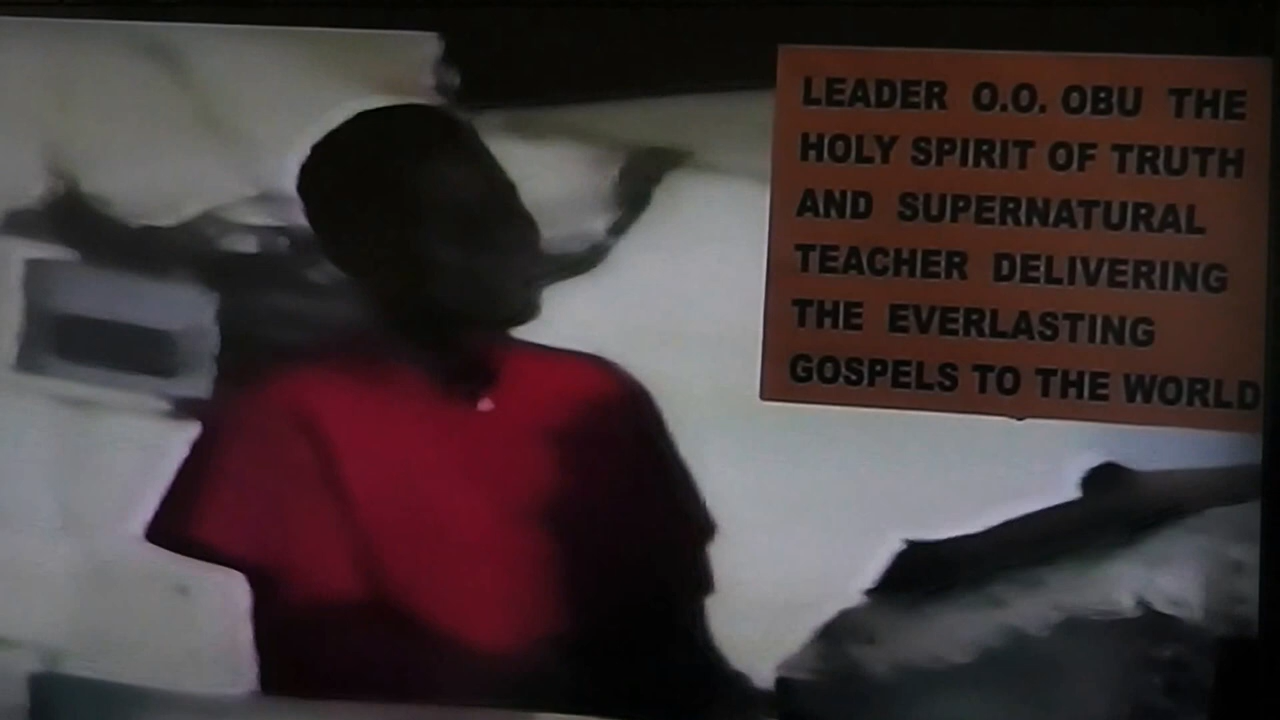 LEADER O.O. OBU THE
HOLY SPIRIT OF TRUTH
AND SUPERNATURAL
TEACHER DELIVERING
THE EVERLASTING
GOSPELS TO THE WORLD